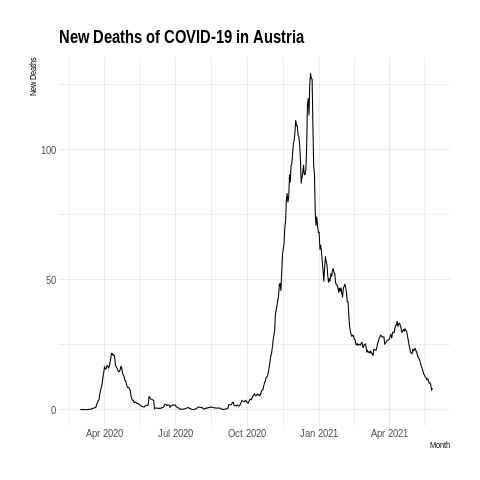 New Deaths of COVID-19 in Austria
New Deaths
100
50
0
Apr 2020 Jul 2020 Oct 2020 Jan 2021 Apr 2021
Month